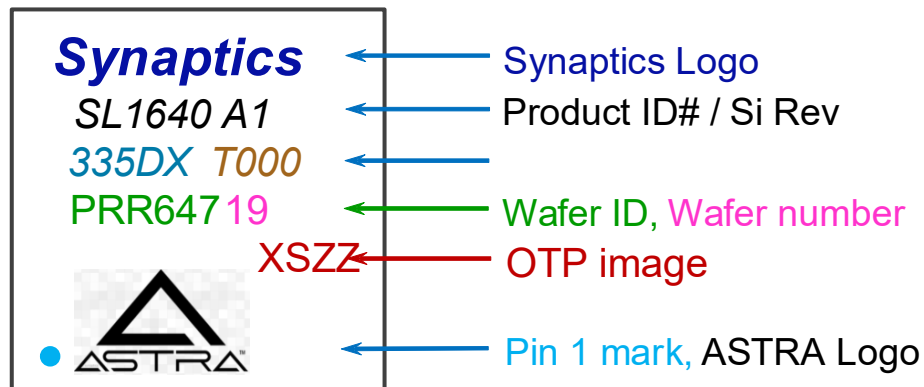 Synaptics
Synaptics Logo
SL1640 A1
Product ID# / Si Rev
335DX T000
PRR64719
Wafer ID, Wafer number
XSZZ
OTP image
ASTRA™
Pin 1 mark, ASTRA Logo